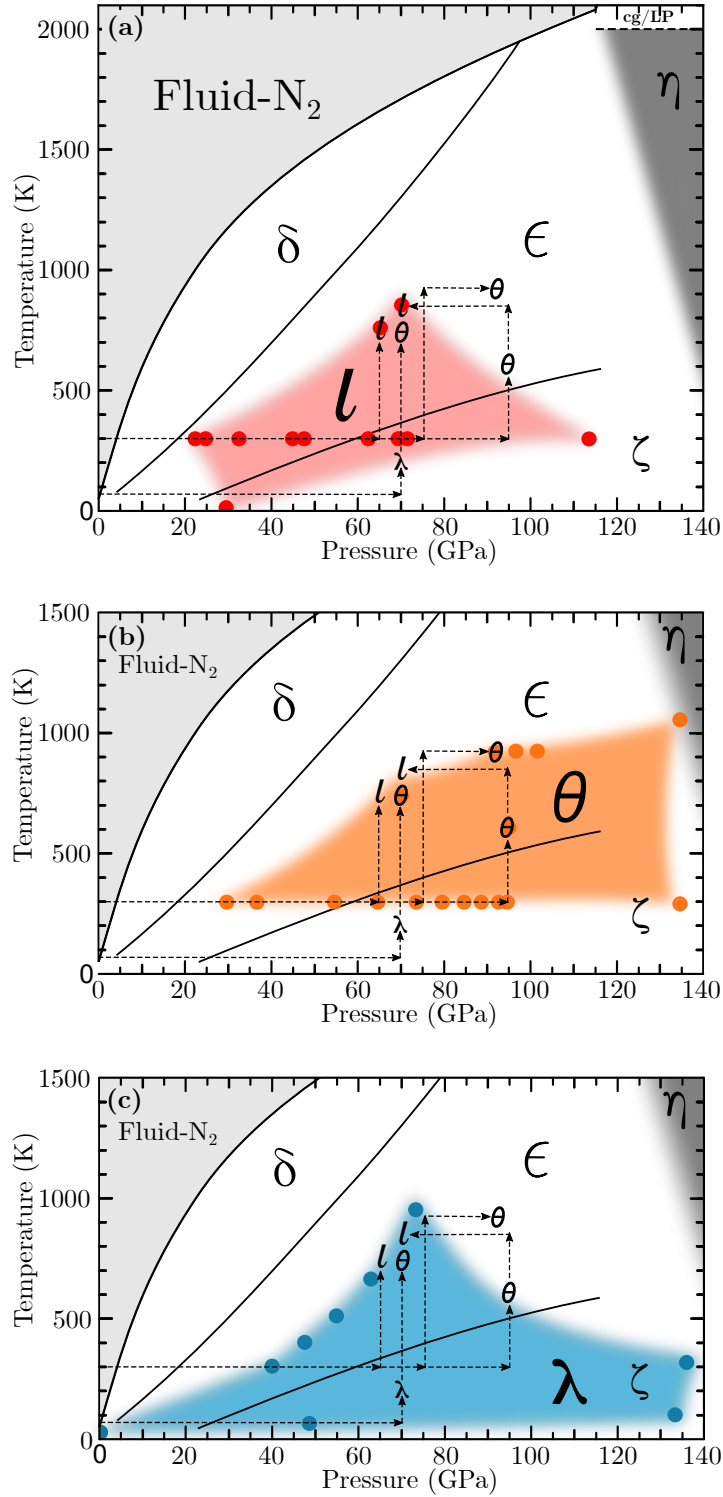 (a)
cg/LP
Fluid-N₂
η
δ
ϵ
θ
l
l
θ
θ
l
λ
ζ
Temperature (K)
0
500
1000
1500
2000
0 20 40 60 80 100 120 140
Pressure (GPa)
(b)
Fluid-N₂
η
δ
ϵ
θ
l
l
θ
θ
θ
λ
ζ
Temperature (K)
0
500
1000
1500
0 20 40 60 80 100 120 140
Pressure (GPa)
(c)
Fluid-N₂
η
δ
ϵ
θ
l
l
θ
θ
λ
λ
ζ
Temperature (K)
0
500
1000
1500
0 20 40 60 80 100 120 140
Pressure (GPa)